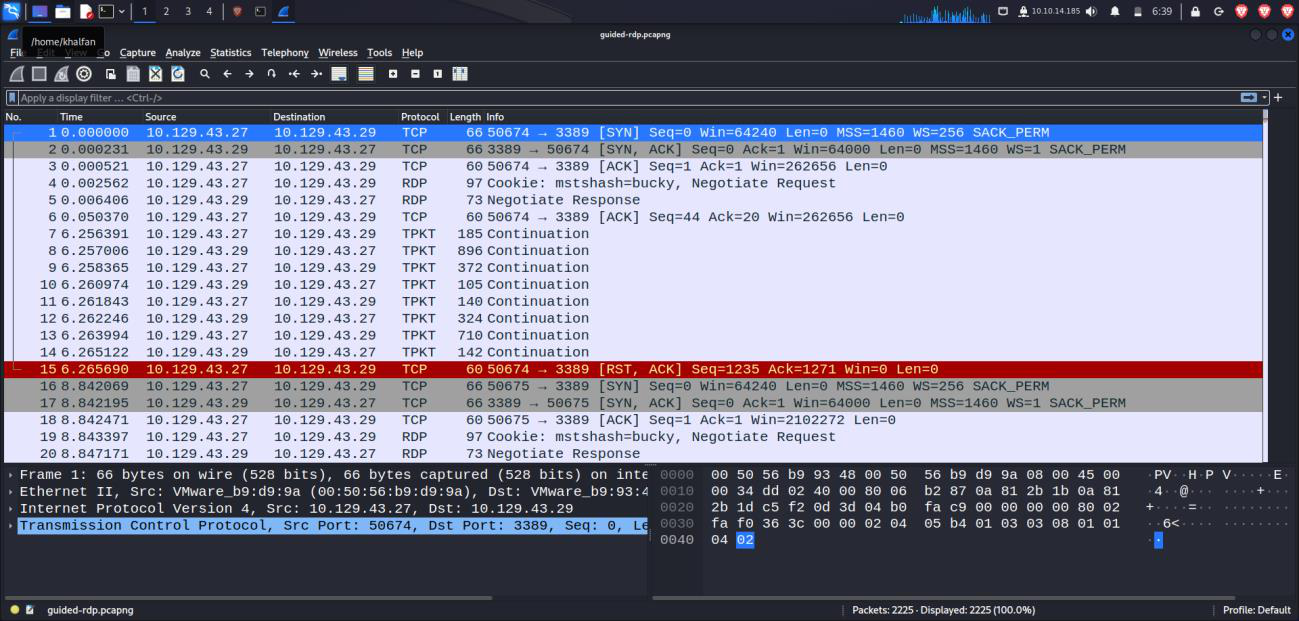 1 2 3 4 10.10.14.185 6:39
guided-rdp.pcapng
/home/khalfan
File Edit View Go Capture Analyze Statistics Telephony Wireless Tools Help
Apply a display filter ... <Ctrl-/>
No. Time Source Destination Protocol Length Info
1 0.000000 10.129.43.27 10.129.43.29 TCP 66 50674 → 3389 [SYN] Seq=0 Win=64240 Len=0 MSS=1460 WS=256 SACK_PERM
2 0.000231 10.129.43.29 10.129.43.27 TCP 66 3389 → 50674 [SYN, ACK] Seq=0 Ack=1 Win=64000 Len=0 MSS=1460 WS=1 SACK_PERM
3 0.000521 10.129.43.27 10.129.43.29 TCP 60 50674 → 3389 [ACK] Seq=1 Ack=1 Win=262656 Len=0
4 0.002562 10.129.43.27 10.129.43.29 RDP 97 Cookie: mstshash=bucky, Negotiate Request
5 0.006406 10.129.43.29 10.129.43.27 RDP 73 Negotiate Response
6 0.050370 10.129.43.27 10.129.43.29 TCP 60 50674 → 3389 [ACK] Seq=44 Ack=20 Win=262656 Len=0
7 6.256391 10.129.43.27 10.129.43.29 TPKT 185 Continuation
8 6.257006 10.129.43.29 10.129.43.27 TPKT 896 Continuation
9 6.258365 10.129.43.27 10.129.43.29 TPKT 372 Continuation
10 6.260974 10.129.43.29 10.129.43.27 TPKT 105 Continuation
11 6.261843 10.129.43.27 10.129.43.29 TPKT 140 Continuation
12 6.262246 10.129.43.29 10.129.43.27 TPKT 324 Continuation
13 6.263994 10.129.43.27 10.129.43.29 TPKT 710 Continuation
14 6.265122 10.129.43.29 10.129.43.27 TPKT 142 Continuation
15 6.265690 10.129.43.27 10.129.43.29 TCP 60 50674 → 3389 [RST, ACK] Seq=1235 Ack=1271 Win=0 Len=0
16 8.842069 10.129.43.27 10.129.43.29 TCP 66 50675 → 3389 [SYN] Seq=0 Win=64240 Len=0 MSS=1460 WS=256 SACK_PERM
17 8.842195 10.129.43.29 10.129.43.27 TCP 66 3389 → 50675 [SYN, ACK] Seq=0 Ack=1 Win=64000 Len=0 MSS=1460 WS=1 SACK_PERM
18 8.842471 10.129.43.27 10.129.43.29 TCP 60 50675 → 3389 [ACK] Seq=1 Ack=1 Win=2102272 Len=0
19 8.843397 10.129.43.27 10.129.43.29 RDP 97 Cookie: mstshash=bucky, Negotiate Request
20 8.847171 10.129.43.29 10.129.43.27 RDP 73 Negotiate Response
Frame 1: 66 bytes on wire (528 bits), 66 bytes captured (528 bits) on inte
Ethernet II, Src: VMware_b9:d9:9a (00:50:56:b9:d9:9a), Dst: VMware_b9:93:4
Internet Protocol Version 4, Src: 10.129.43.27, Dst: 10.129.43.29
Transmission Control Protocol, Src Port: 50674, Dst Port: 3389, Seq: 0, Le
0000 00 50 56 b9 93 48 00 50 56 b9 d9 9a 08 00 45 00 ·PV··H·P V·····E·
0010 00 34 dd 02 40 00 80 06 b2 87 0a 81 2b 1b 0a 81 ·4··@··· ····+···
0020 2b 1d c5 f2 0d 3d 04 b0 fa c9 00 00 00 00 80 02 +····=·· ········
0030 fa f0 36 3c 00 00 02 04 05 b4 01 03 03 08 01 01 ··6<···· ········
0040 04 02 ··
guided-rdp.pcapng Packets: 2225 · Displayed: 2225 (100.0%) Profile: Default